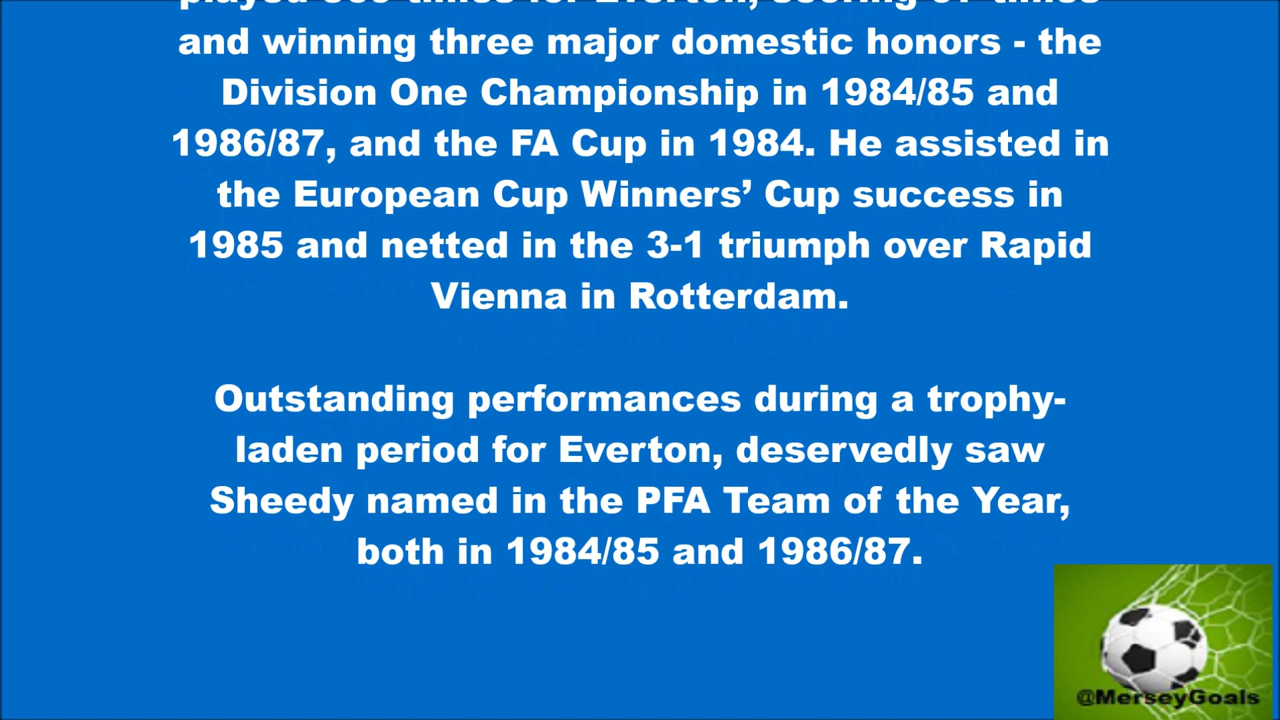 and winning three major domestic honors - the
Division One Championship in 1984/85 and
1986/87, and the FA Cup in 1984. He assisted in
the European Cup Winners’ Cup success in
1985 and netted in the 3-1 triumph over Rapid
Vienna in Rotterdam.
Outstanding performances during a trophy-
laden period for Everton, deservedly saw
Sheedy named in the PFA Team of the Year,
both in 1984/85 and 1986/87.
@MerseyGoals